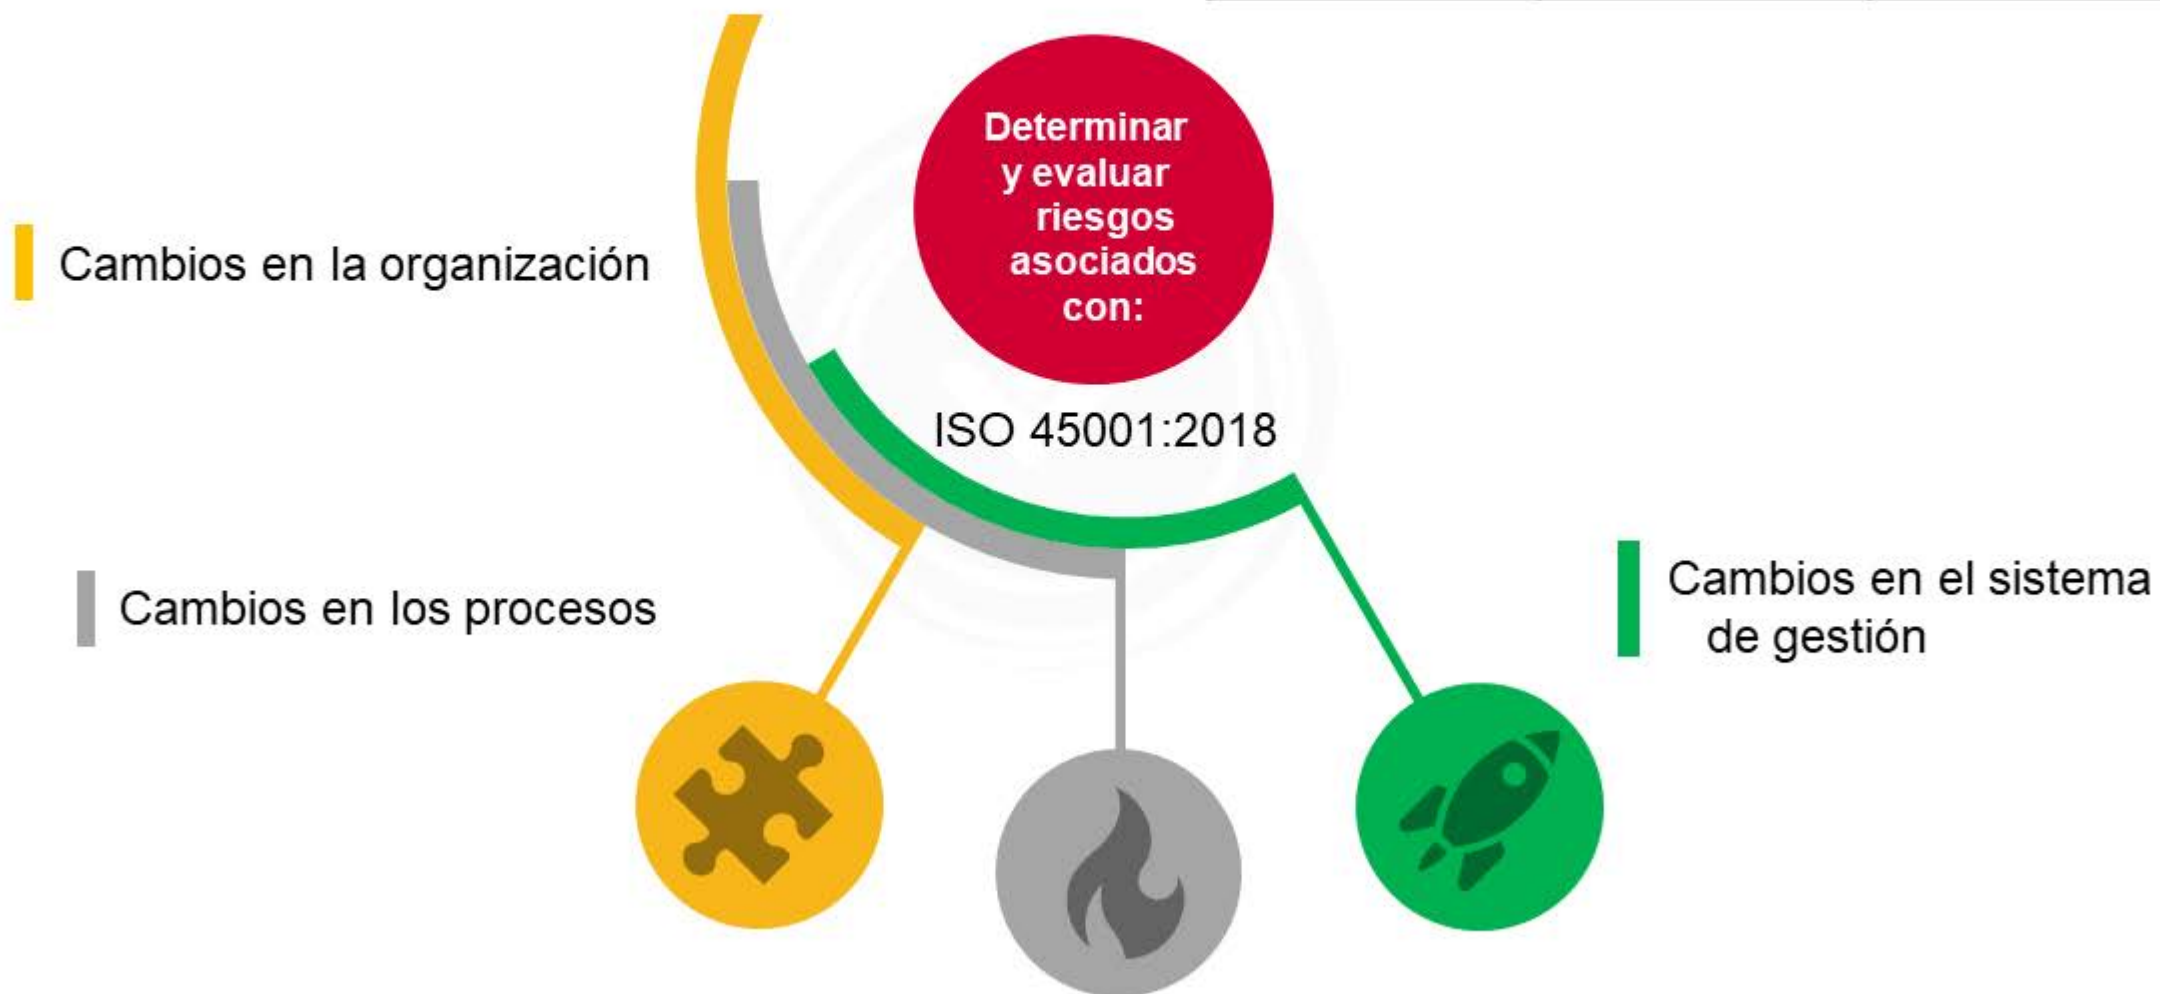 Determinar
y evaluar
riesgos
asociados
con:
ISO 45001:2018
Cambios en la organización
Cambios en los procesos
Cambios en el sistema
de gestión